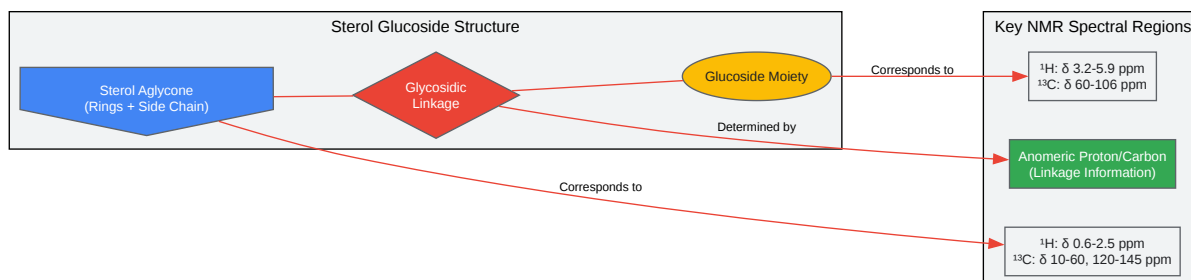 Sterol Glucoside Structure
Sterol Aglycone
(Rings + Side Chain)
Glycosidic
Linkage
Glucoside Moiety
Corresponds to
Determined by
Corresponds to
Key NMR Spectral Regions
¹H: δ 3.2-5.9 ppm
¹³C: δ 60-106 ppm
Anomeric Proton/Carbon
(Linkage Information)
¹H: δ 0.6-2.5 ppm
¹³C: δ 10-60, 120-145 ppm